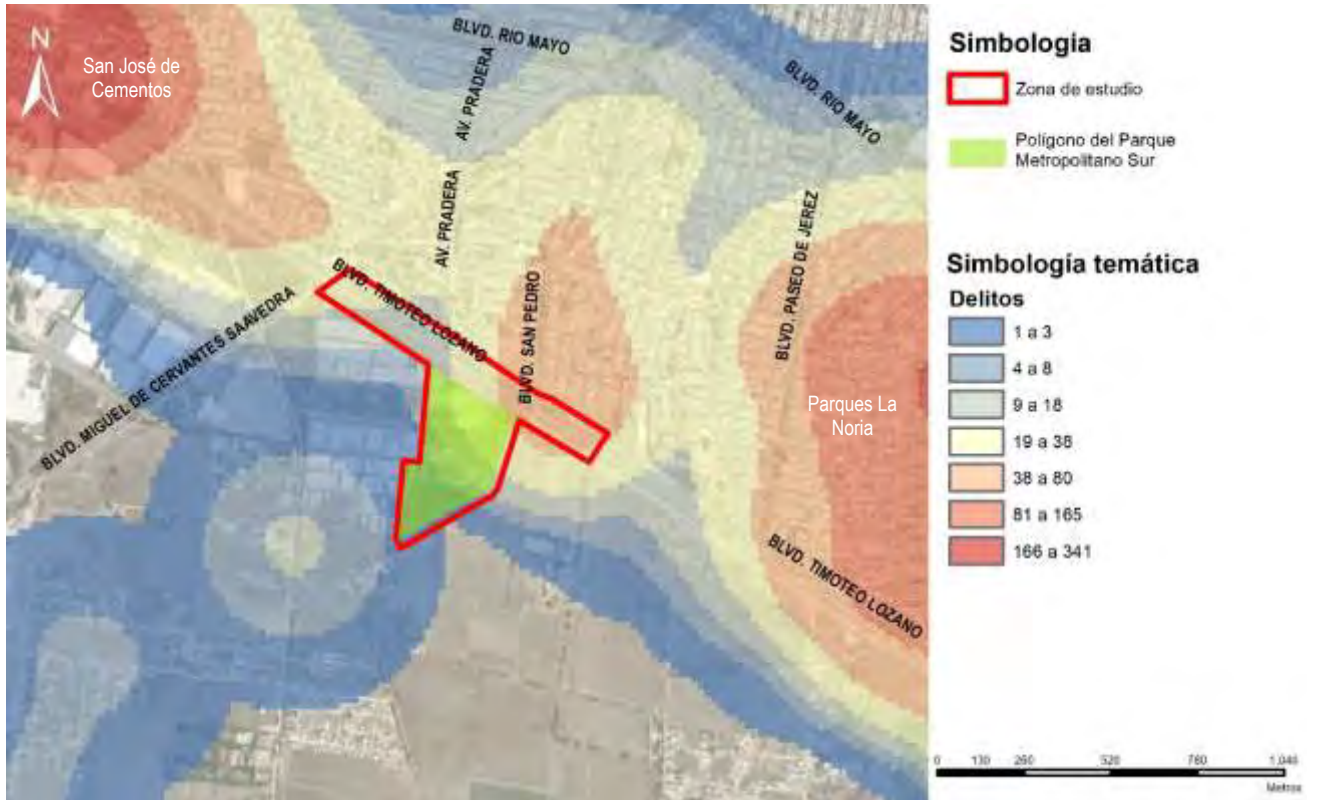 N
San José de
Cementos
BLVD. RIO MAYO
AV. PRADERA
BLVD. RIO MAYO
AV. PRADERA
BLVD. PASEO DE JEREZ
BLVD. TIMOTEO LOZANO
BLVD. SAN PEDRO
BLVD. MIGUEL DE CERVANTES SAAVEDRA
Parques La
Noria
BLVD. TIMOTEO LOZANO
Simbologia
Zona de estudio
Polígono del Parque
Metropolitano Sur
Simbología temática
Delitos
1 a 3
4 a 8
9 a 18
19 a 38
38 a 80
81 a 165
166 a 341
0 130 260 520 780 1,040
Metros